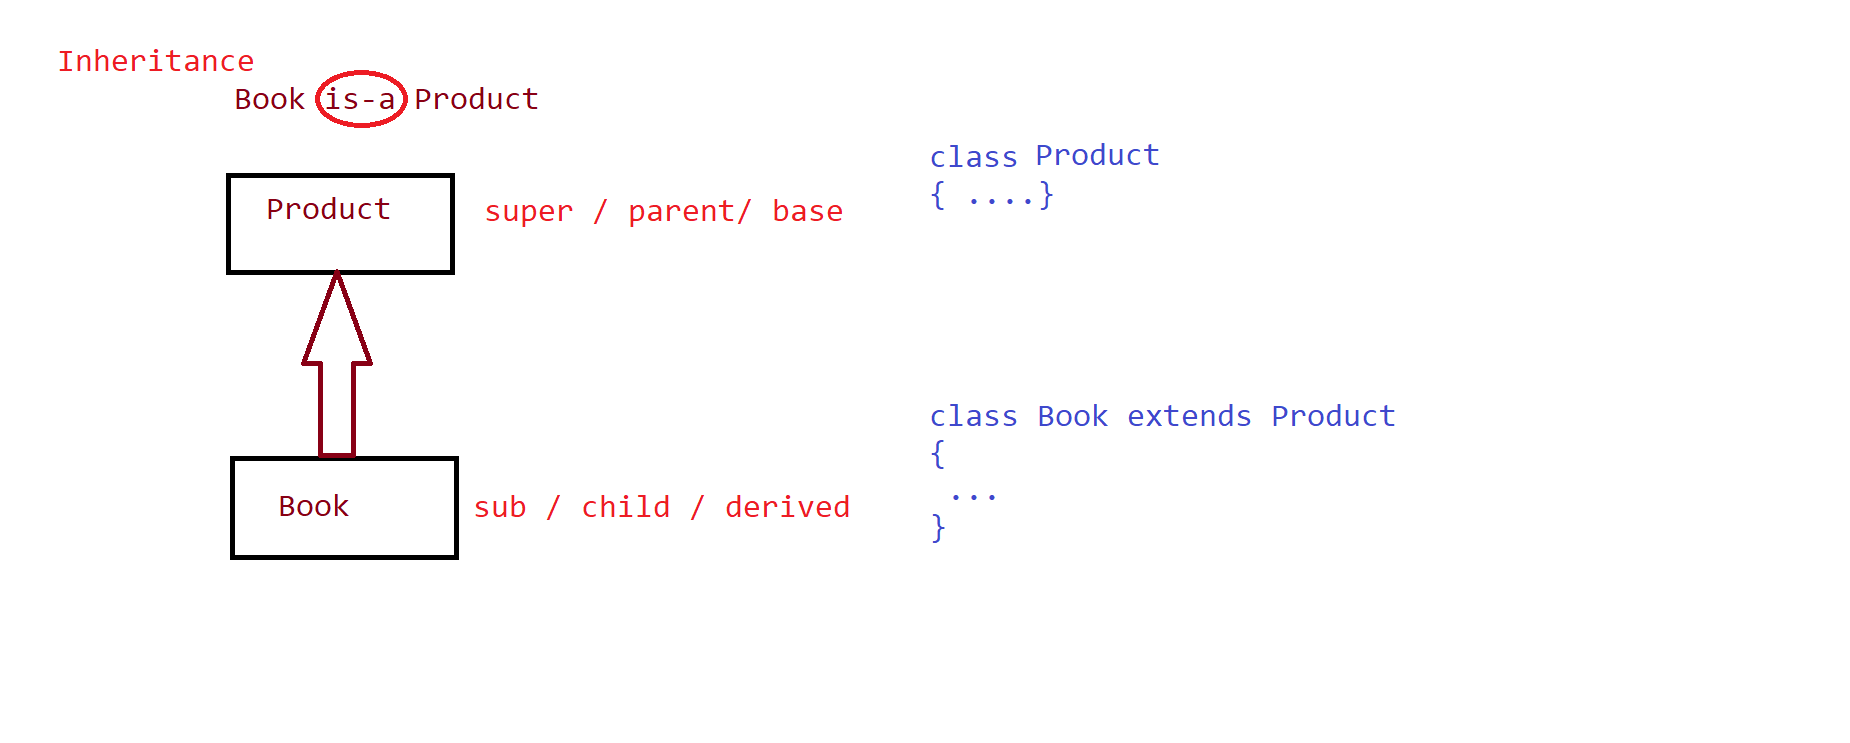 Inheritance
Book is-a Product
Product
super / parent/ base
class Product
{ ....}
class Book extends Product
{
...
}
Book
sub / child / derived